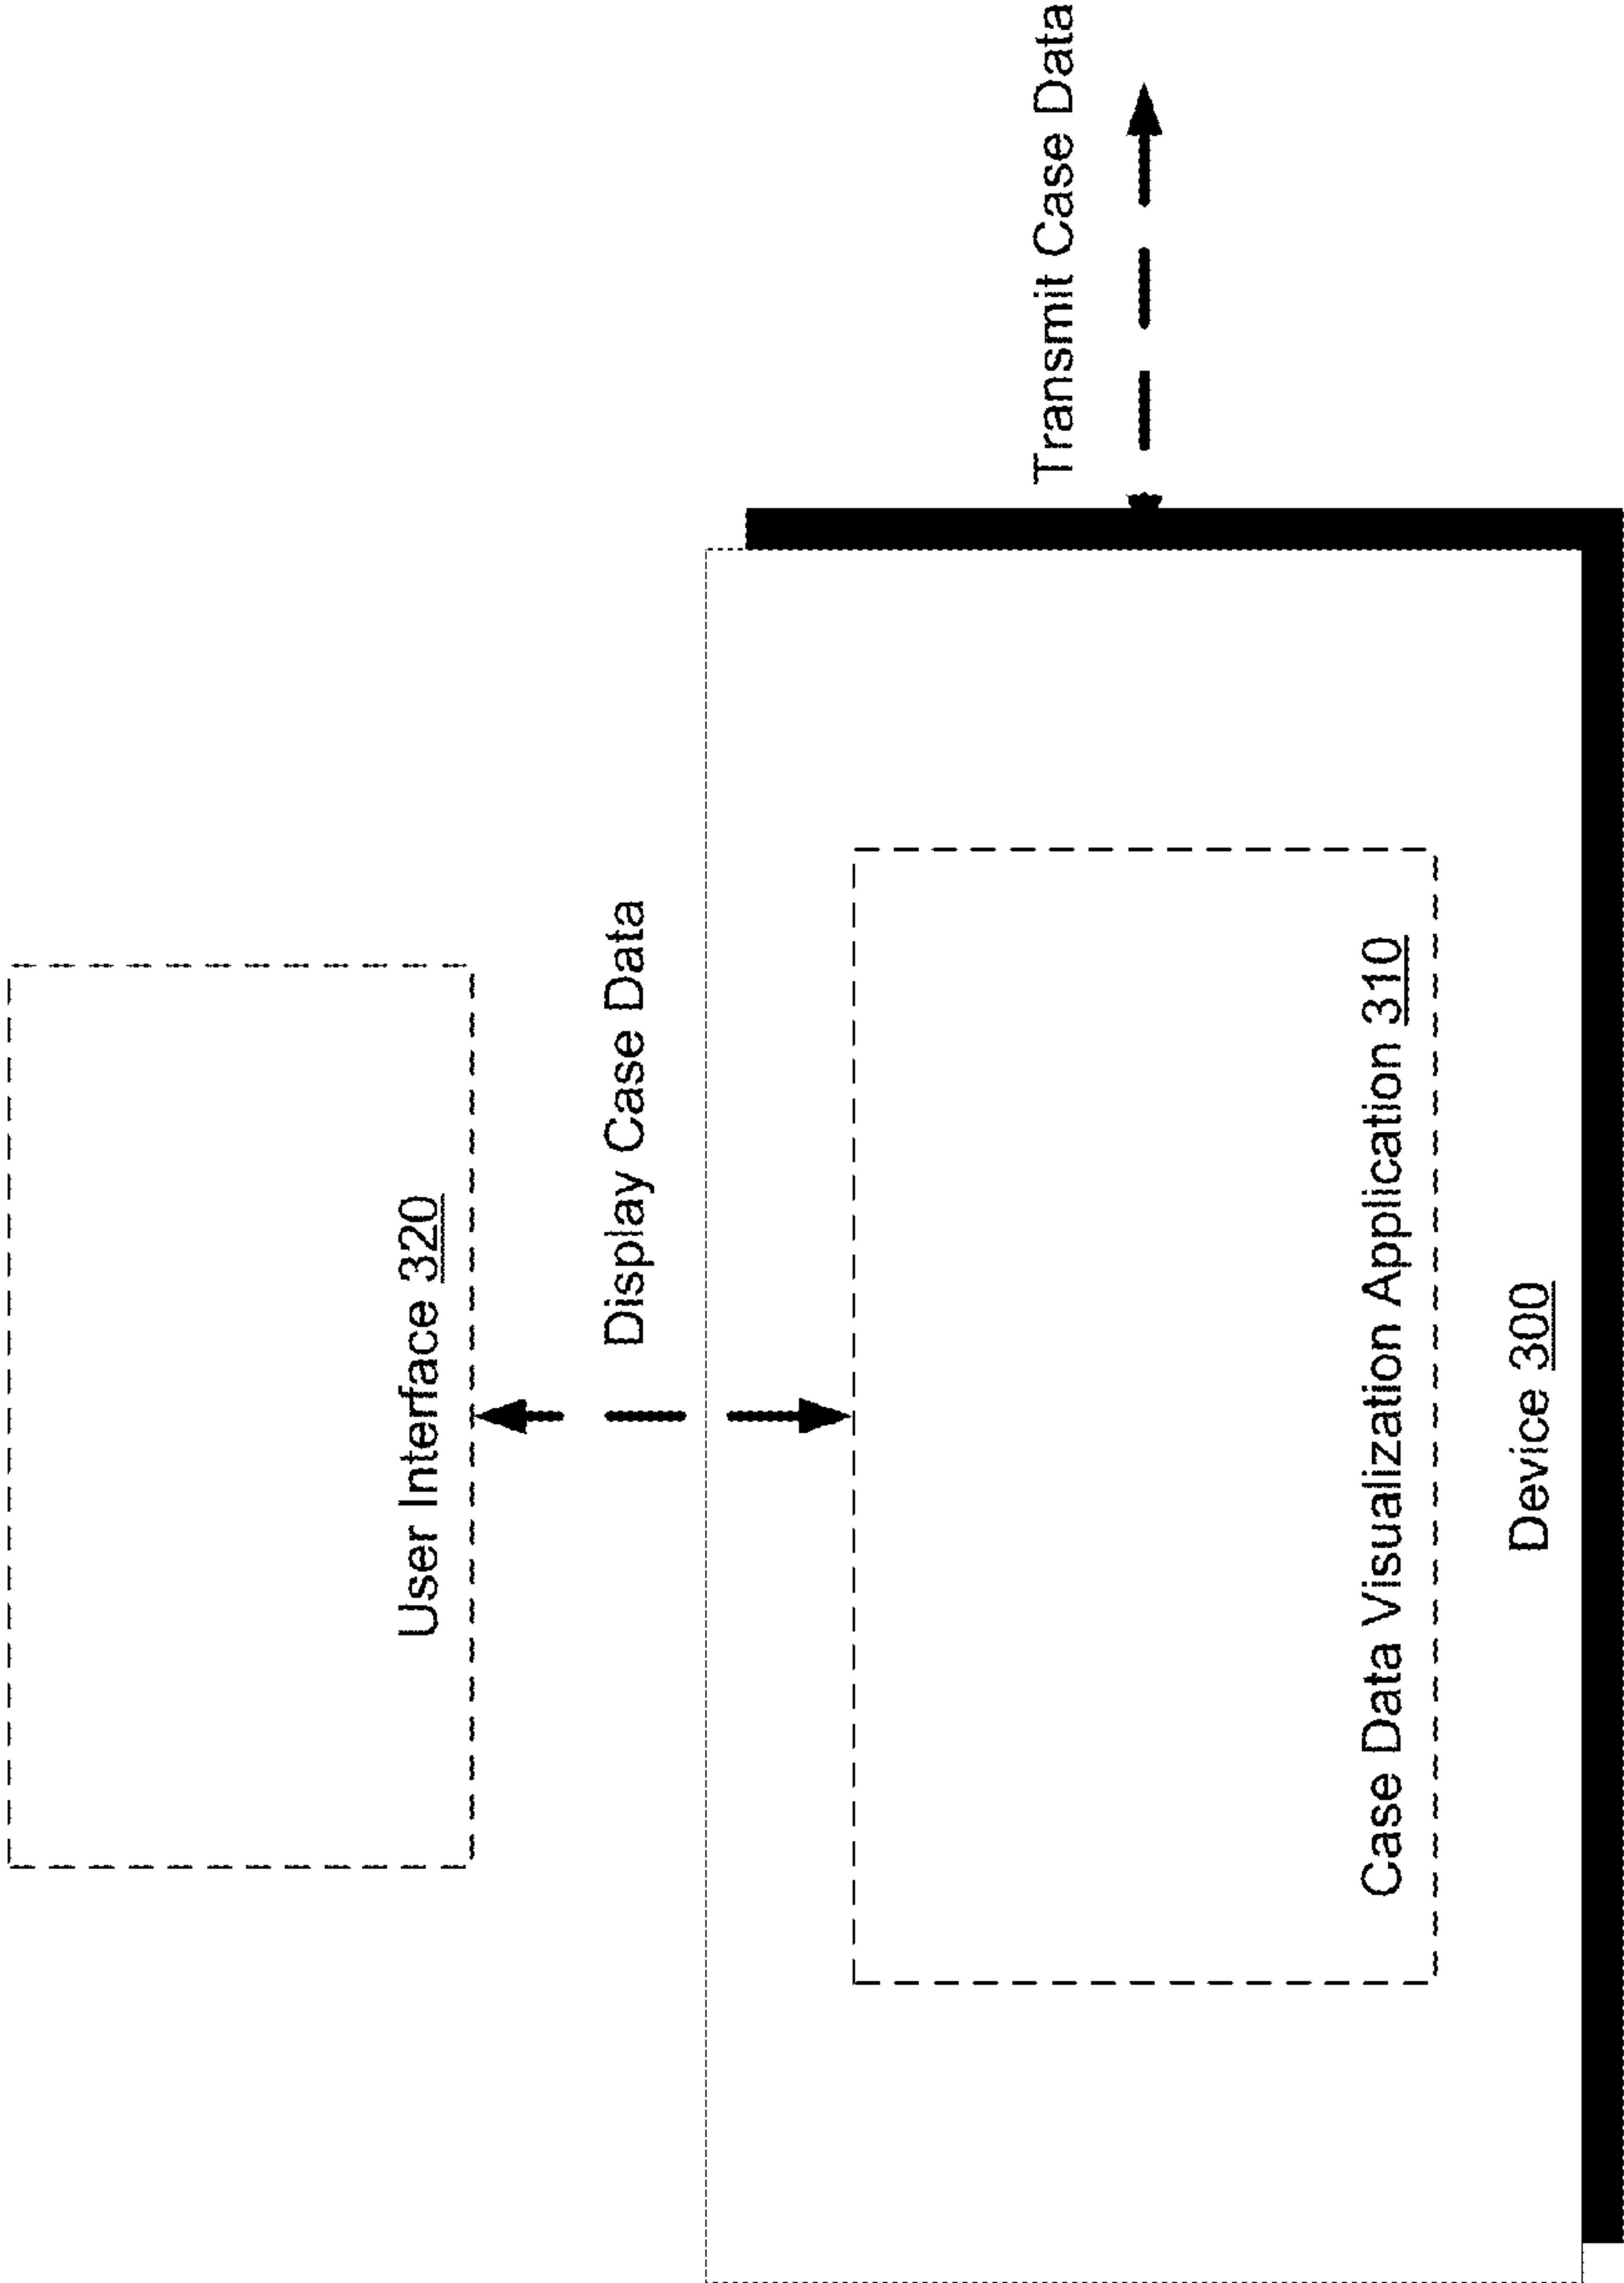 User Interface 320
Display Case Data
Transmit Case Data
Case Data Visualization Application 310
Device 300